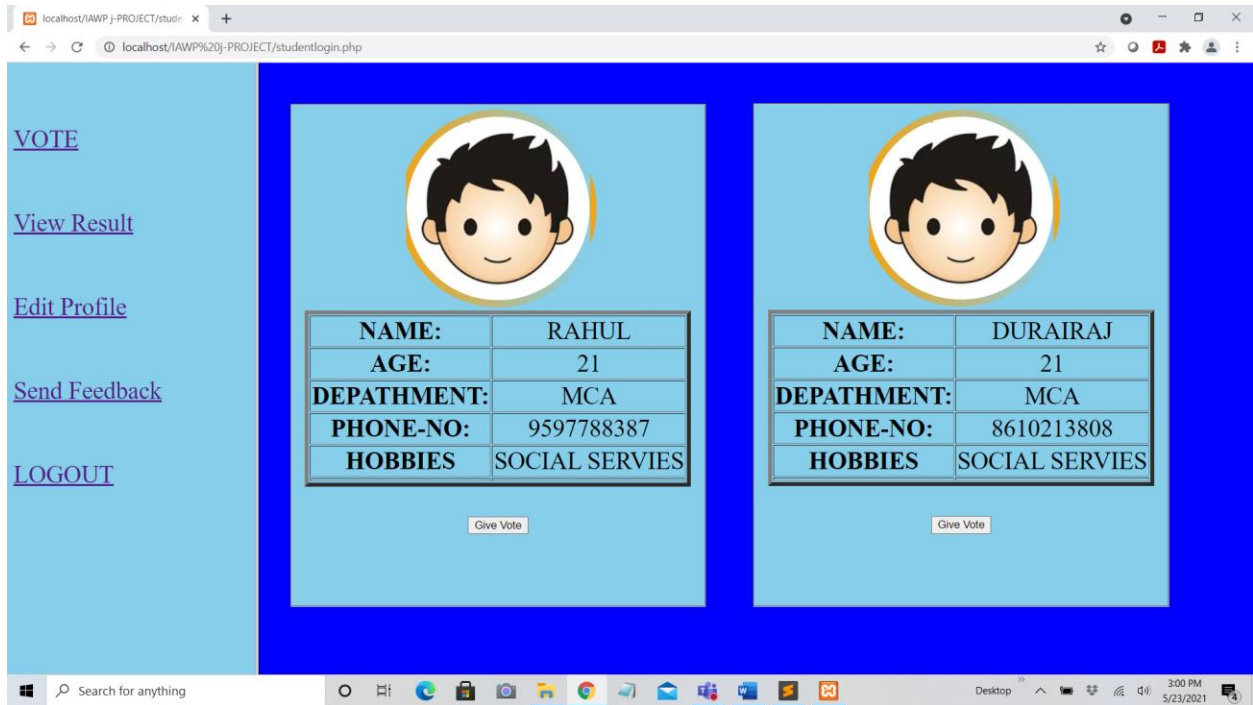 localhost/IAWP j-PROJECT/stude
localhost/IAWP%20j-PROJECT/studentlogin.php
VOTE
View Result
Edit Profile
Send Feedback
LOGOUT
NAME: RAHUL
AGE: 21
DEPATHMENT: MCA
PHONE-NO: 9597788387
HOBBIES SOCIAL SERVIES
Give Vote
NAME: DURAIRAJ
AGE: 21
DEPATHMENT: MCA
PHONE-NO: 8610213808
HOBBIES SOCIAL SERVIES
Give Vote
Search for anything
Desktop
3:00 PM
5/23/2021
4